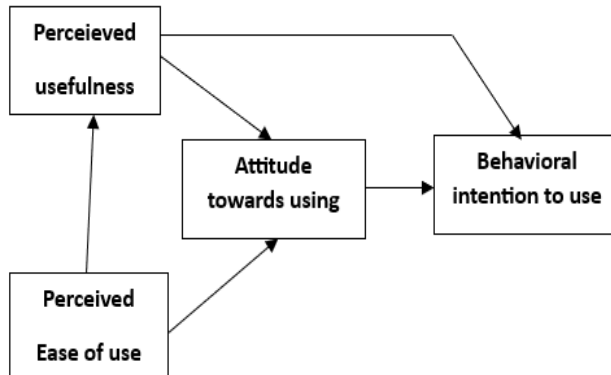 Perceieved
usefulness
Attitude
towards using
Behavioral
intention to use
Perceived
Ease of use